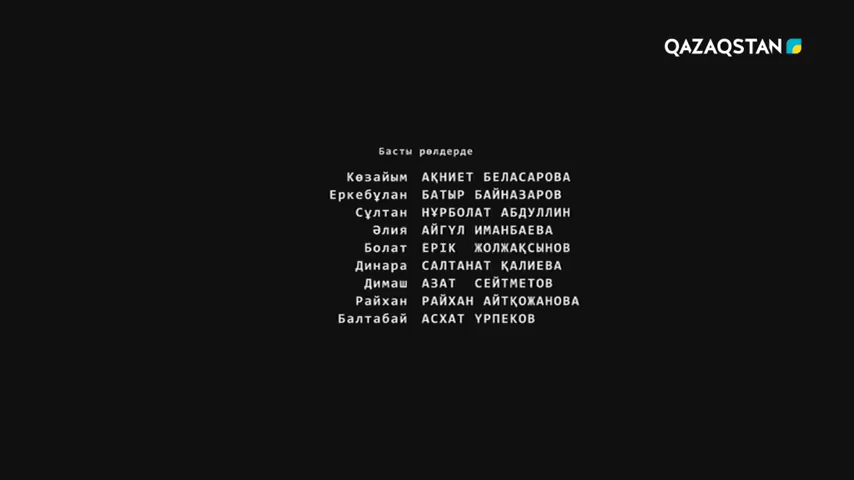 QAZAQSTAN
Басты рөлдерде
Көзайым АҚНИЕТ БЕЛАСАРОВА
Еркебұлан БАТЫР БАЙНАЗАРОВ
Сұлтан НҰРБОЛАТ АБДУЛЛИН
Әлия АЙГҮЛ ИМАНБАЕВА
Болат ЕРІК ЖОЛЖАҚСЫНОВ
Динара САЛТАНАТ ҚАЛИЕВА
Димаш АЗАТ СЕЙТМЕТОВ
Райхан РАЙХАН АЙТҚОЖАНОВА
Балтабай АСХАТ ҮРПЕКОВ